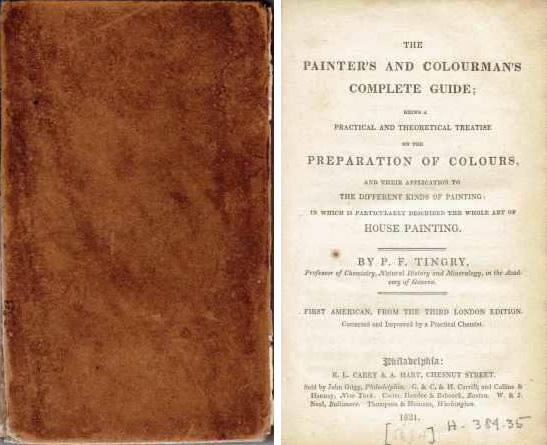 THE
PAINTER'S AND COLOURMAN'S
COMPLETE GUIDE;
BEING A
PRACTICAL AND THEORETICAL TREATISE
ON THE
PREPARATION OF COLOURS,
AND THEIR APPLICATION TO
THE DIFFERENT KINDS OF PAINTING:
IN WHICH IS PARTICULARLY DESCRIBED THE WHOLE ART OF
HOUSE PAINTING.
BY P. F. TINGRY,
Professor of Chemistry, Natural History and Mineralogy, in the Acad-
emy of Geneva.
FIRST AMERICAN, FROM THE THIRD LONDON EDITION.
Corrected and Improved by a Practical Chemist.
Philadelphia:
E. L. CAREY & A. HART, CHESNUT STREET.
Sold by John Grigg, Philadelphia. G. & C. & H. Carvill, and Collins &
Hannay, New-York. Carter, Hendee & Babcock, Boston. W. & J.
Neal, Baltimore. Thompson & Homans, Washington.
1831.
H-384.35